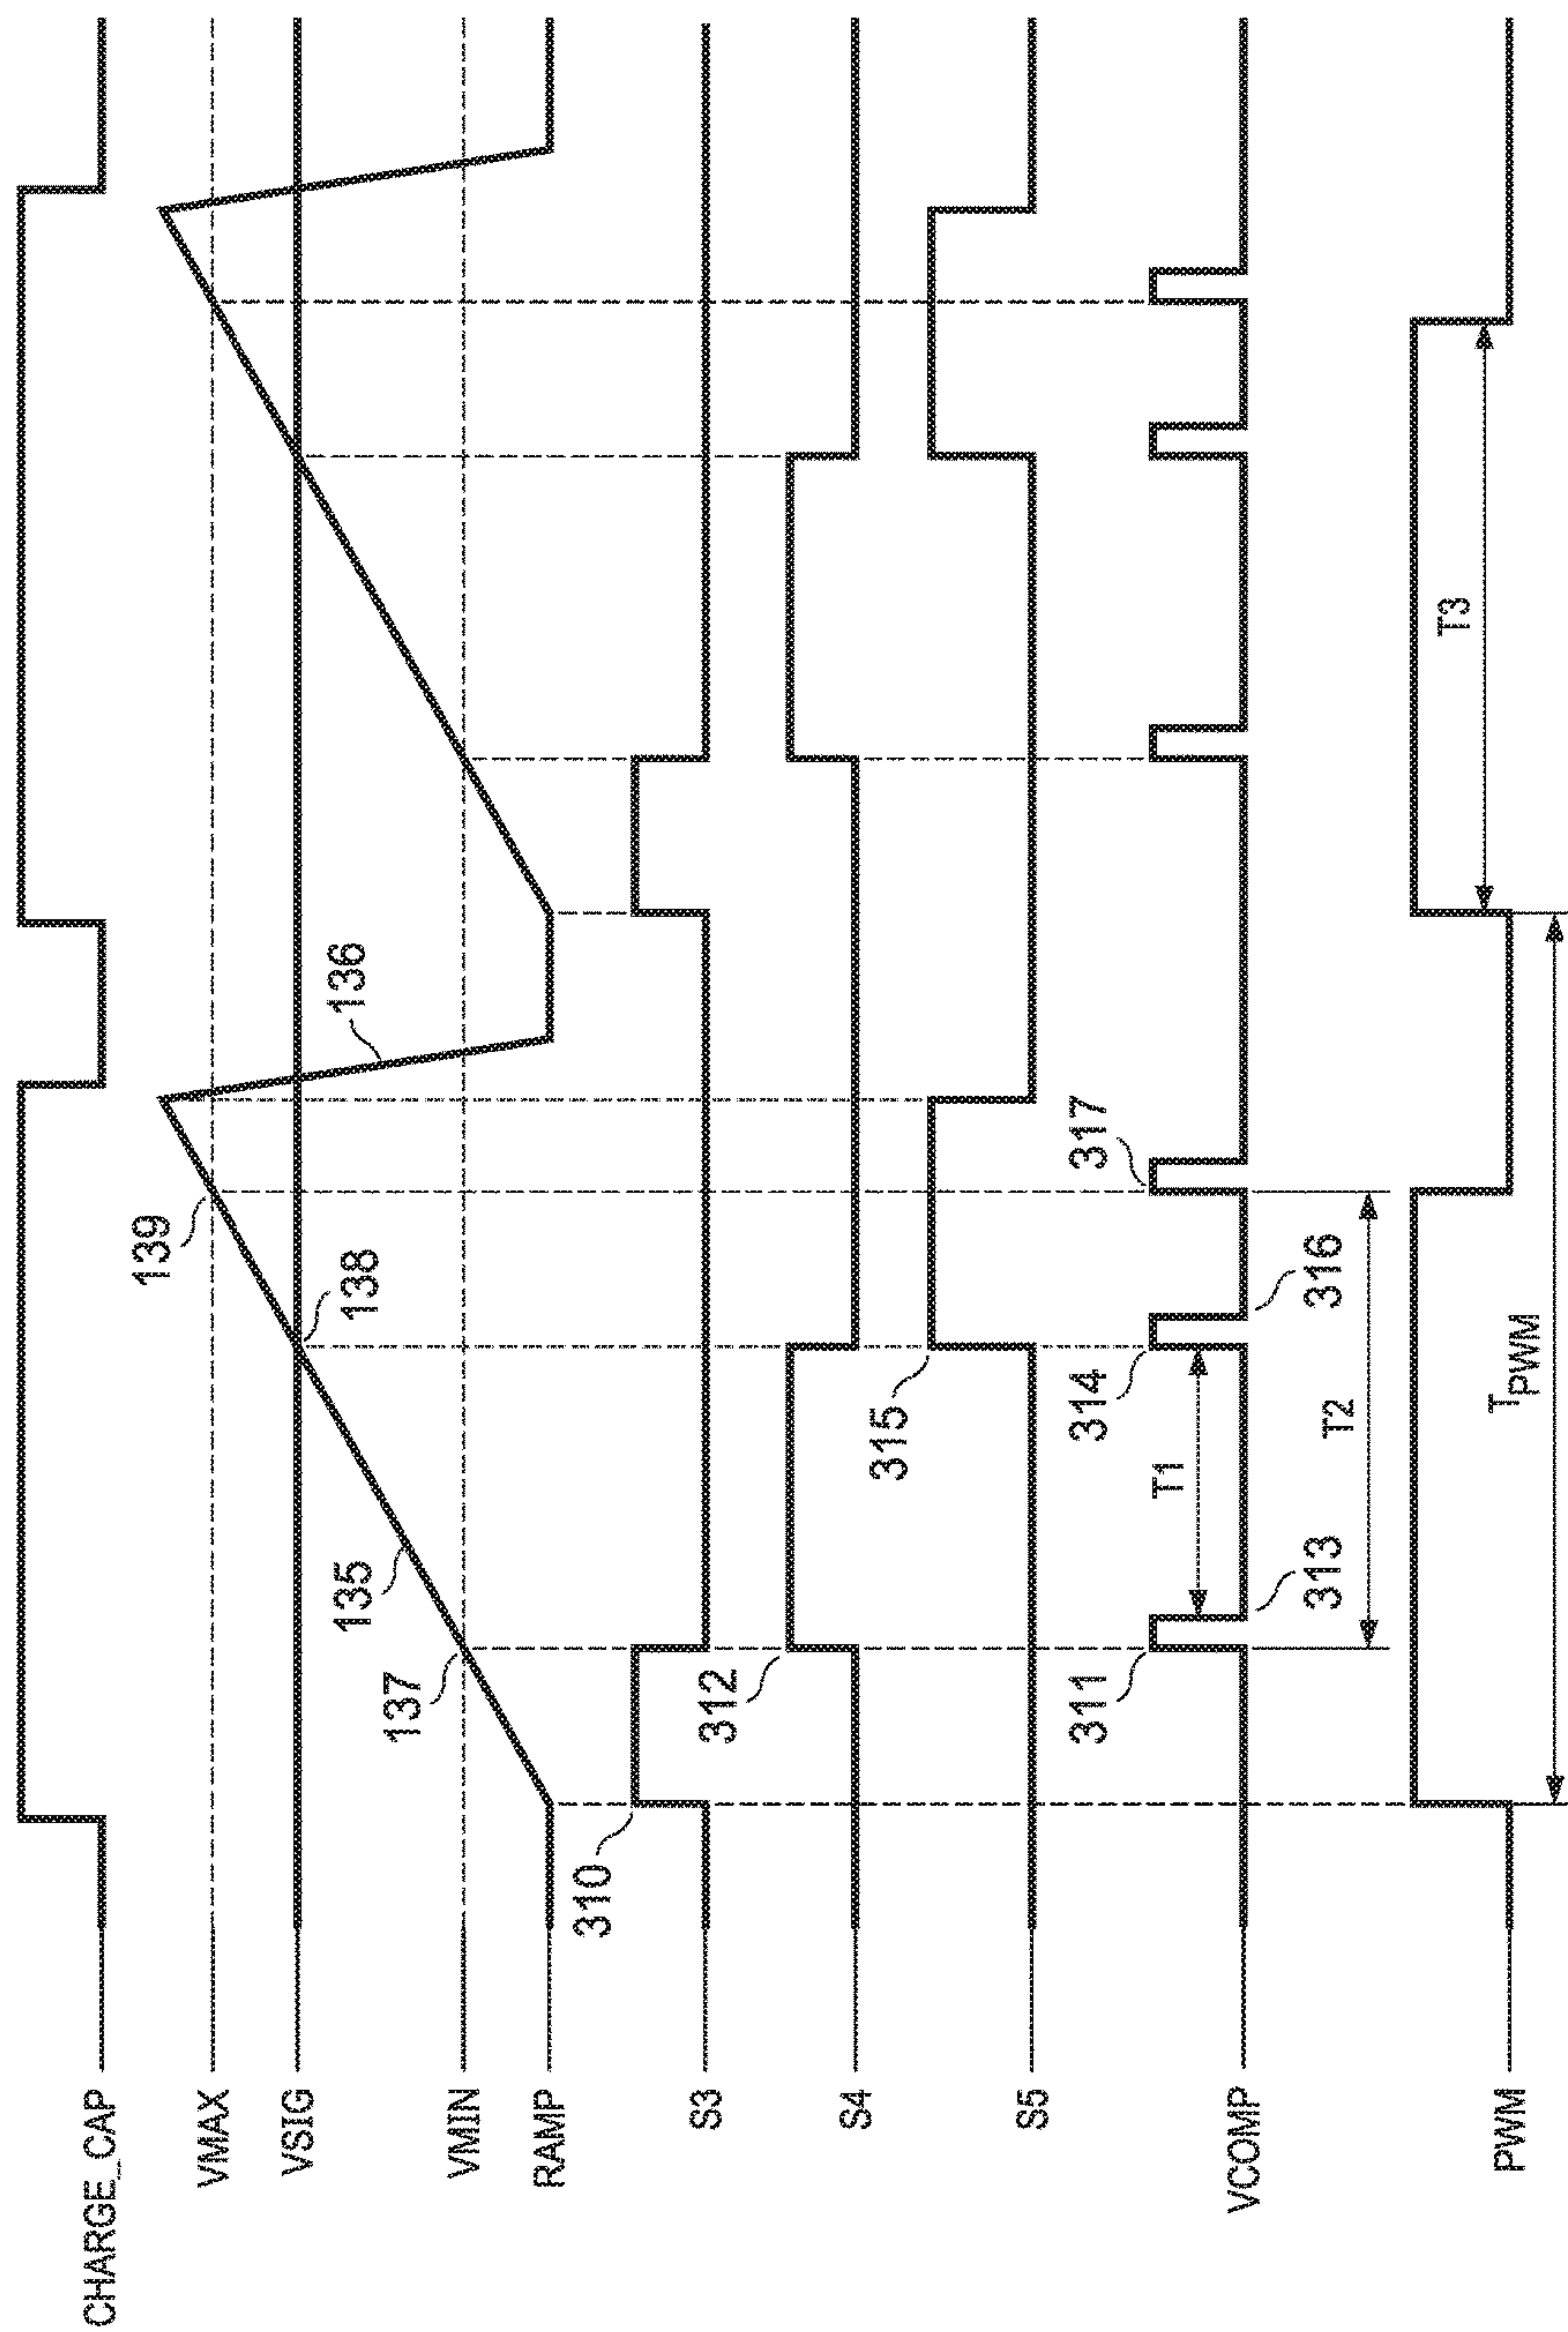 CHARGE_CAP
VMAX
VSIG
VMIN
RAMP
S3
S4
S5
VCOMP
PWM
139
138
136
135
137
310
312
315
311
313
314
316
317
T1
T2
T3
TPWM